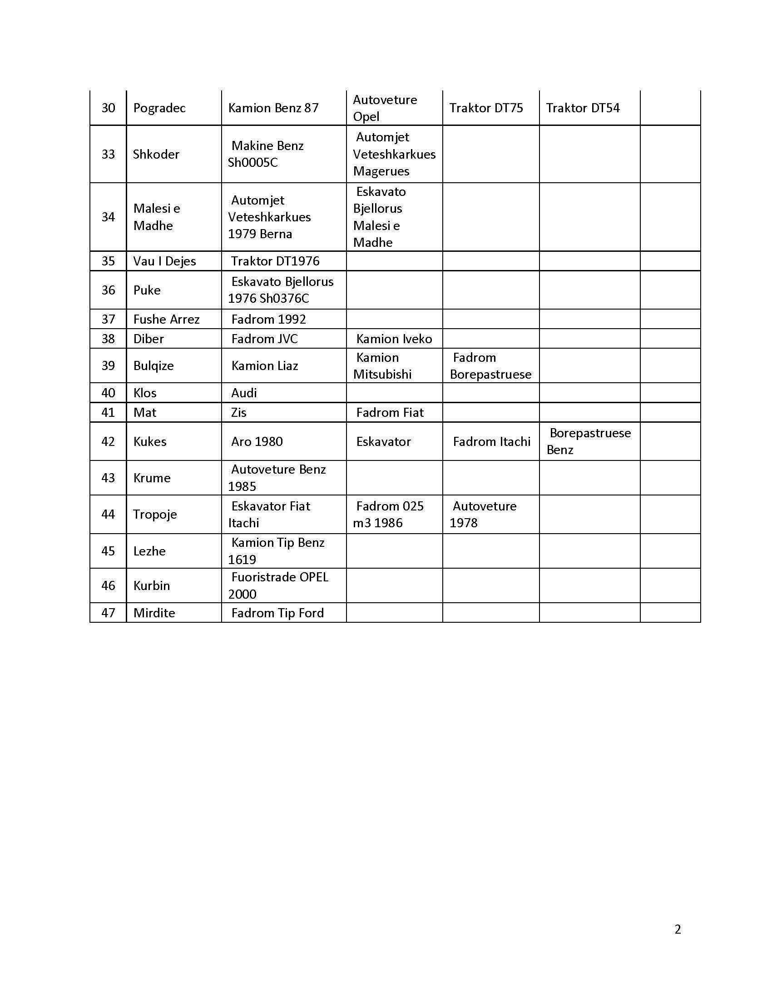 30 Pogradec Kamion Benz 87 Autoveture Opel Traktor DT75 Traktor DT54
33 Shkoder Makine Benz Sh0005C Automjet Veteshkarkues Magerues
34 Malesi e Madhe Automjet Veteshkarkues 1979 Berna Eskavato Bjellorus Malesi e Madhe
35 Vau I Dejes Traktor DT1976
36 Puke Eskavato Bjellorus 1976 Sh0376C
37 Fushe Arrez Fadrom 1992
38 Diber Fadrom JVC Kamion Iveko
39 Bulqize Kamion Liaz Kamion Mitsubishi Fadrom Borepastruese
40 Klos Audi
41 Mat Zis Fadrom Fiat
42 Kukes Aro 1980 Eskavator Fadrom Itachi Borepastruese Benz
43 Krume Autoveture Benz 1985
44 Tropoje Eskavator Fiat Itachi Fadrom 025 m3 1986 Autoveture 1978
45 Lezhe Kamion Tip Benz 1619
46 Kurbin Fuoristrade OPEL 2000
47 Mirdite Fadrom Tip Ford
2